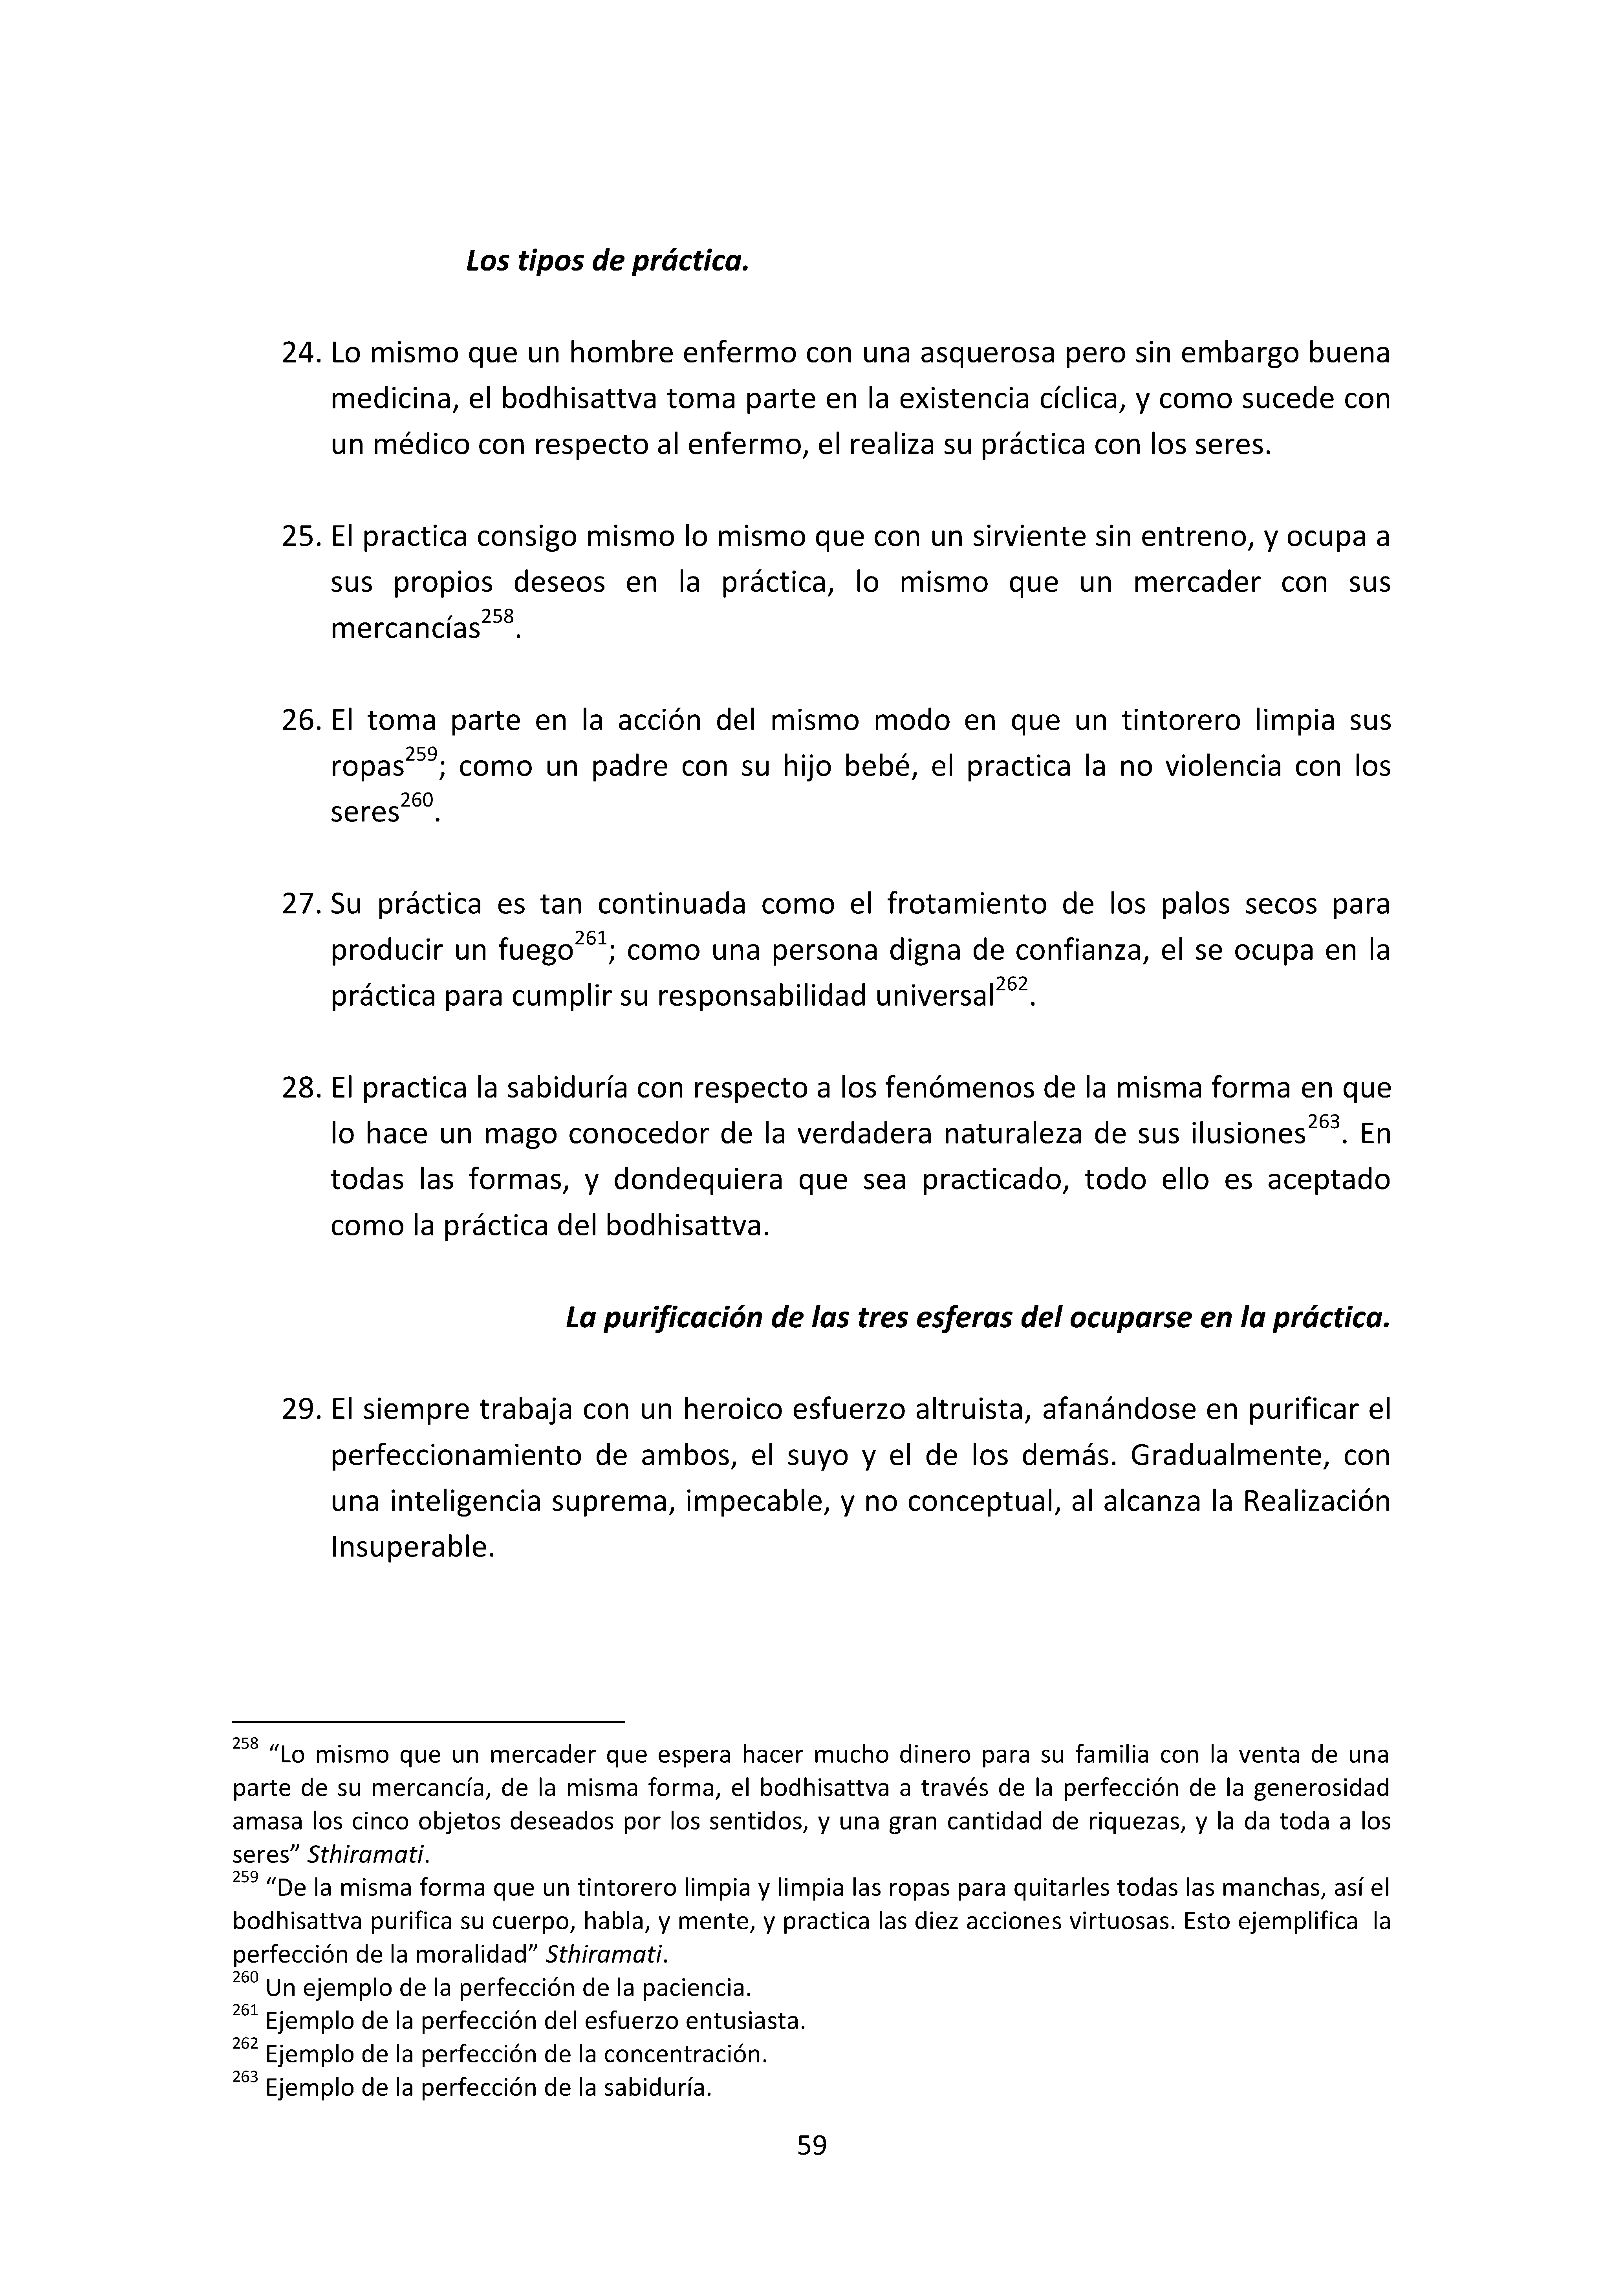 Los tipos de práctica.
24. Lo mismo que un hombre enfermo con una asquerosa pero sin embargo buena
medicina, el bodhisattva toma parte en la existencia cíclica, y como sucede con
un médico con respecto al enfermo, el realiza su práctica con los seres.
25. El practica consigo mismo lo mismo que con un sirviente sin entreno, y ocupa a
sus propios deseos en la práctica, lo mismo que un mercader con sus
mercancías258.
26. El toma parte en la acción del mismo modo en que un tintorero limpia sus
ropas259; como un padre con su hijo bebé, el practica la no violencia con los
seres260.
27. Su práctica es tan continuada como el frotamiento de los palos secos para
producir un fuego261; como una persona digna de confianza, el se ocupa en la
práctica para cumplir su responsabilidad universal262.
28. El practica la sabiduría con respecto a los fenómenos de la misma forma en que
lo hace un mago conocedor de la verdadera naturaleza de sus ilusiones263. En
todas las formas, y dondequiera que sea practicado, todo ello es aceptado
como la práctica del bodhisattva.
La purificación de las tres esferas del ocuparse en la práctica.
29. El siempre trabaja con un heroico esfuerzo altruista, afanándose en purificar el
perfeccionamiento de ambos, el suyo y el de los demás. Gradualmente, con
una inteligencia suprema, impecable, y no conceptual, al alcanza la Realización
Insuperable.
258 “Lo mismo que un mercader que espera hacer mucho dinero para su familia con la venta de una
parte de su mercancía, de la misma forma, el bodhisattva a través de la perfección de la generosidad
amasa los cinco objetos deseados por los sentidos, y una gran cantidad de riquezas, y la da toda a los
seres” Sthiramati.
259 “De la misma forma que un tintorero limpia y limpia las ropas para quitarles todas las manchas, así el
bodhisattva purifica su cuerpo, habla, y mente, y practica las diez acciones virtuosas. Esto ejemplifica la
perfección de la moralidad” Sthiramati.
260 Un ejemplo de la perfección de la paciencia.
261 Ejemplo de la perfección del esfuerzo entusiasta.
262 Ejemplo de la perfección de la concentración.
263 Ejemplo de la perfección de la sabiduría.
59